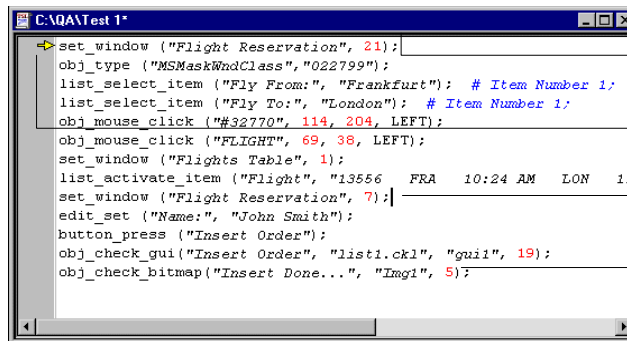 C:\QA\Test 1*
set_window ("Flight Reservation", 21);
obj_type ("MSMaskWndClass","022799");
list_select_item ("Fly From:", "Frankfurt");  # Item Number 1;
list_select_item ("Fly To:", "London");  # Item Number 1;
obj_mouse_click ("#32770", 114, 204, LEFT);
obj_mouse_click ("FLIGHT", 69, 38, LEFT);
set_window ("Flights Table", 1);
list_activate_item ("Flight", "13556   FRA   10:24 AM   LON
set_window ("Flight Reservation", 7);
edit_set ("Name:", "John Smith");
button_press ("Insert Order");
obj_check_gui("Insert Order", "list1.ckl", "gui1", 19);
obj_check_bitmap("Insert Done...", "Img1", 5);